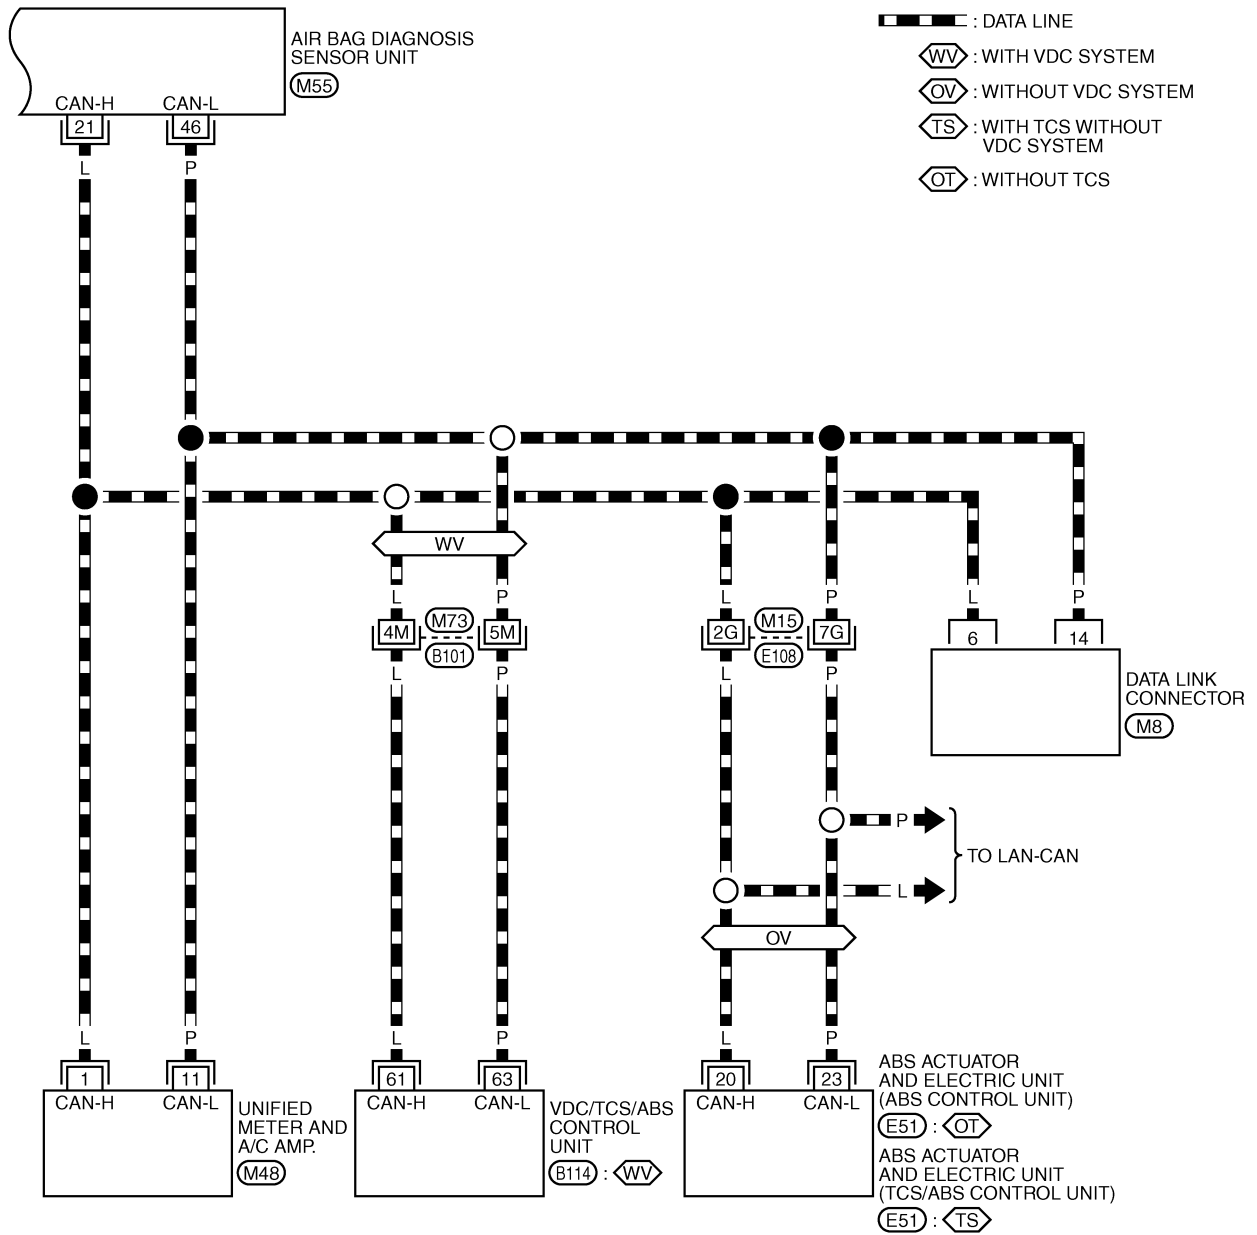 AIR BAG DIAGNOSIS
SENSOR UNIT
M55
CAN-H CAN-L
21 46
L P
: DATA LINE
WV : WITH VDC SYSTEM
OV : WITHOUT VDC SYSTEM
TS : WITH TCS WITHOUT
VDC SYSTEM
OT : WITHOUT TCS
WV
L P L P L P
4M M73 5M 2G M15 7G
B101 E108
L P L P
6 14
DATA LINK
CONNECTOR
M8
P
TO LAN-CAN
L
OV
L P L P L P
1 11 61 63 20 23
CAN-H CAN-L CAN-H CAN-L CAN-H CAN-L
UNIFIED
METER AND
A/C AMP.
M48
VDC/TCS/ABS
CONTROL
UNIT
B114 : WV
ABS ACTUATOR
AND ELECTRIC UNIT
(ABS CONTROL UNIT)
E51 : OT
ABS ACTUATOR
AND ELECTRIC UNIT
(TCS/ABS CONTROL UNIT)
E51 : TS